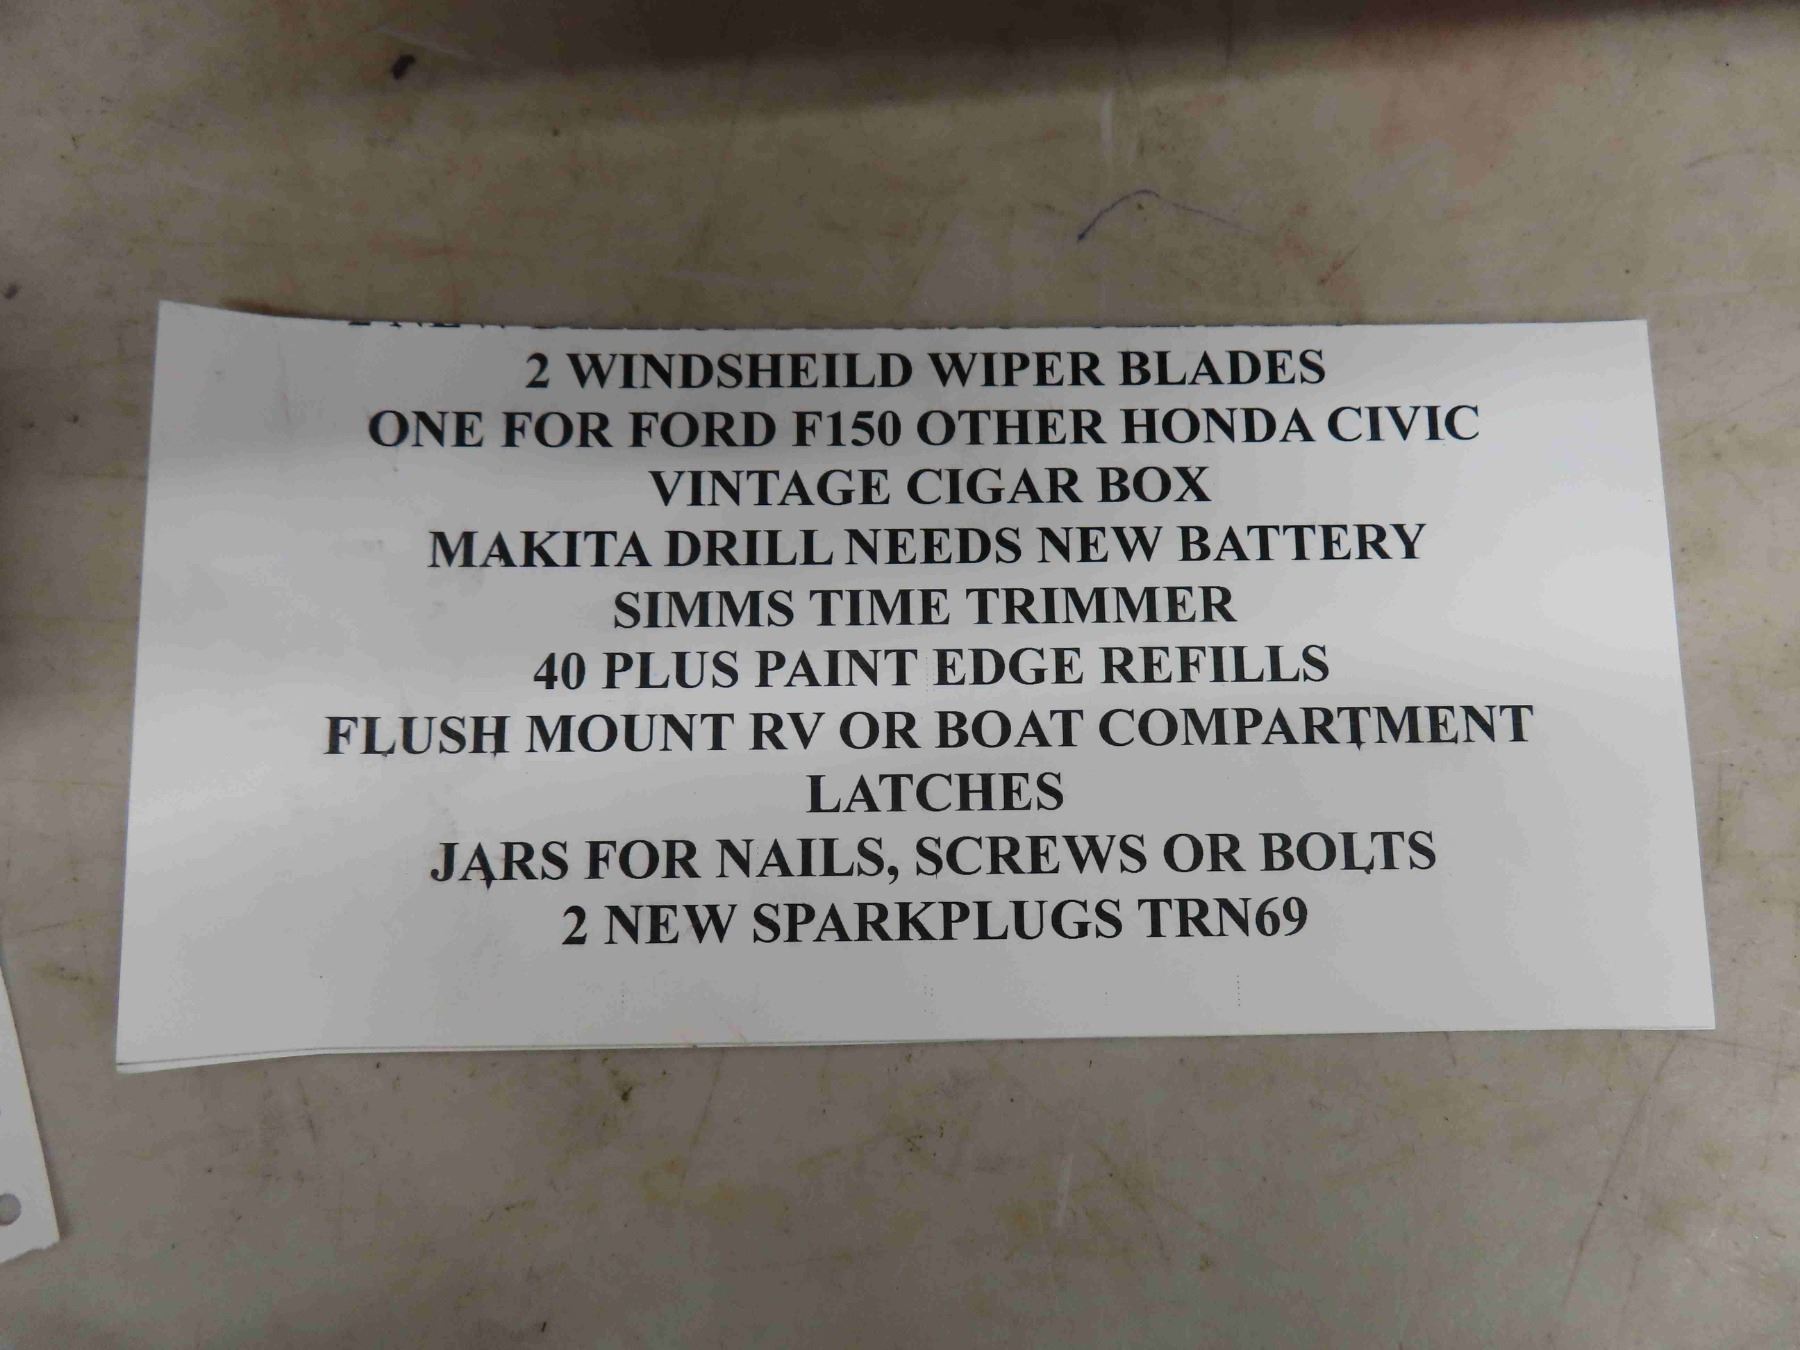 2 NEW
2 WINDSHEILD WIPER BLADES
ONE FOR FORD F150 OTHER HONDA CIVIC
VINTAGE CIGAR BOX
MAKITA DRILL NEEDS NEW BATTERY
SIMMS TIME TRIMMER
40 PLUS PAINT EDGE REFILLS
FLUSH MOUNT RV OR BOAT COMPARTMENT
LATCHES
JARS FOR NAILS, SCREWS OR BOLTS
2 NEW SPARKPLUGS TRN69